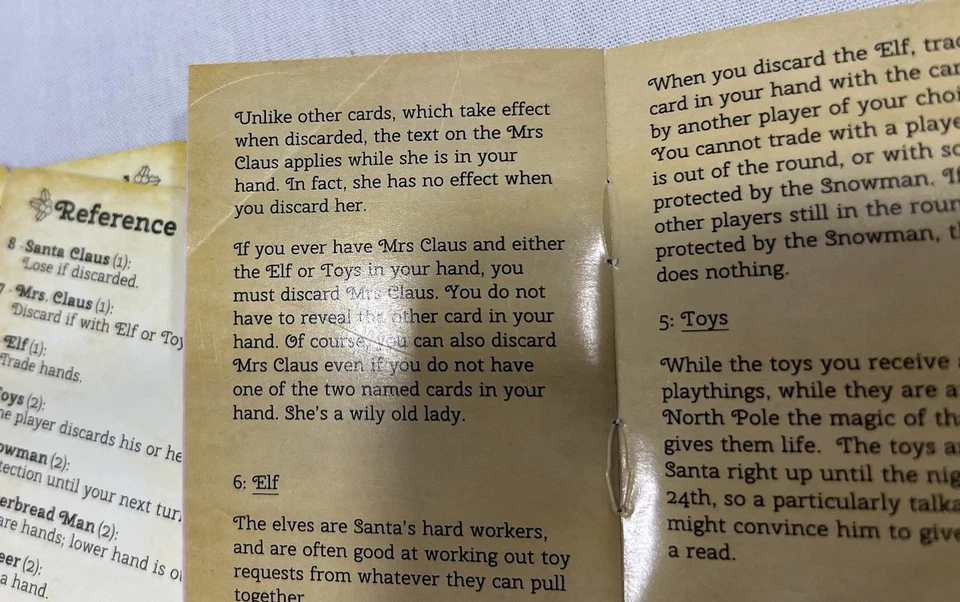 Reference
8 - Santa Claus (1):
Lose if discarded.
Mrs. Claus (1):
Discard if with Elf or
Elf (1):
Trade hands.
(2):
player discards his or
(2):
until your next
Man (2):
hands; lower hand is
(2):
a hand.
Unlike other cards, which take effect
when discarded, the text on the Mrs
Claus applies while she is in your
hand. In fact, she has no effect when
you discard her.
If you ever have Mrs Claus and either
the Elf or Toys in your hand, you
must discard Mrs Claus. You do not
have to reveal the other card in your
hand. Of course, you can also discard
Mrs Claus even if you do not have
one of the two named cards in your
hand. She's a wily old lady.
6: Elf
The elves are Santa's hard workers,
and are often good at working out toy
requests from whatever they can pull
together
When you discard the Elf,
card in your hand with the
by another player of your
You cannot trade with a
is out of the round, or with
protected by the Snowman.
other players still in the
protected by the Snowman,
does nothing.
5: Toys
While the toys you receive
playthings, while they are
North Pole the magic of
gives them life. The toys
Santa right up until the
24th, so a particularly
might convince him to
a read.